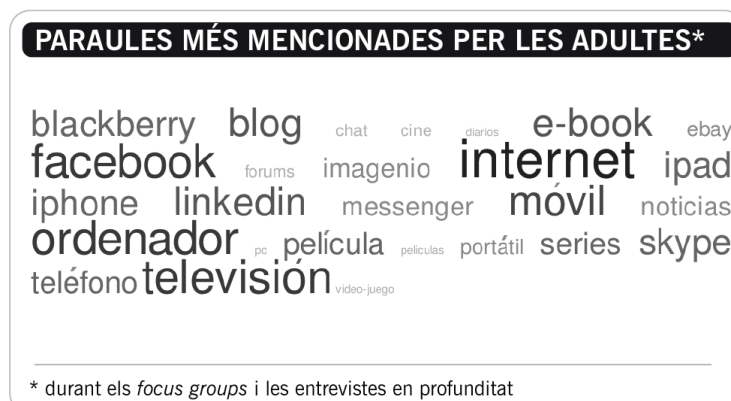 PARAULES MÉS MENCIONADES PER LES ADULTES*
blackberry blog chat cine diarios e-book ebay
facebook forums imagenio internet ipad
iphone linkedin messenger móvil noticias
ordenador pc película peliculas portátil series skype
teléfono televisión video-juego
* durant els focus groups i les entrevistes en profunditat